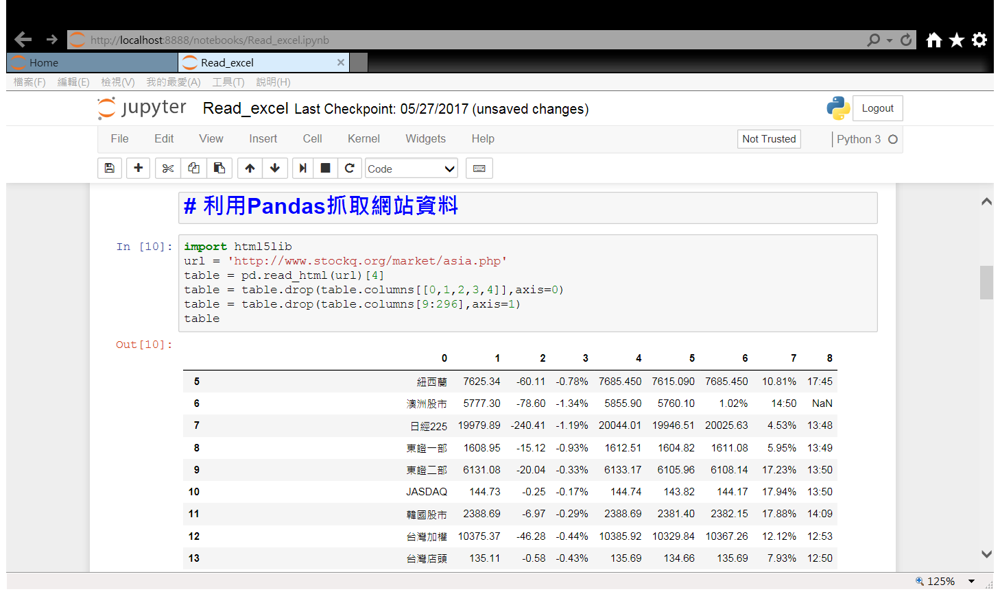 http://localhost:8888/notebooks/Read_excel.ipynb
Home Read_excel
檔案(F) 編輯(E) 檢視(V) 我的最愛(A) 工具(T) 說明(H)
jupyter Read_excel Last Checkpoint: 05/27/2017 (unsaved changes) Logout
File Edit View Insert Cell Kernel Widgets Help Not Trusted Python 3
Code
# 利用Pandas抓取網站資料
In [10]: import html5lib
url = 'http://www.stockq.org/market/asia.php'
table = pd.read_html(url)[4]
table = table.drop(table.columns[[0,1,2,3,4]],axis=0)
table = table.drop(table.columns[9:296],axis=1)
table
Out[10]:
0 1 2 3 4 5 6 7 8
5 紐西蘭 7625.34 -60.11 -0.78% 7685.450 7615.090 7685.450 10.81% 17:45
6 澳洲股市 5777.30 -78.60 -1.34% 5855.90 5760.10 1.02% 14:50 NaN
7 日經225 19979.89 -240.41 -1.19% 20044.01 19946.51 20025.63 4.53% 13:48
8 東證一部 1608.95 -15.12 -0.93% 1612.51 1604.82 1611.08 5.95% 13:49
9 東證二部 6131.08 -20.04 -0.33% 6133.17 6105.96 6108.14 17.23% 13:50
10 JASDAQ 144.73 -0.25 -0.17% 144.74 143.82 144.17 17.94% 13:50
11 韓國股市 2388.69 -6.97 -0.29% 2388.69 2381.40 2382.15 17.88% 14:09
12 台灣加權 10375.37 -46.28 -0.44% 10385.92 10329.84 10367.26 12.12% 12:53
13 台灣店頭 135.11 -0.58 -0.43% 135.69 134.66 135.69 7.93% 12:50
125%